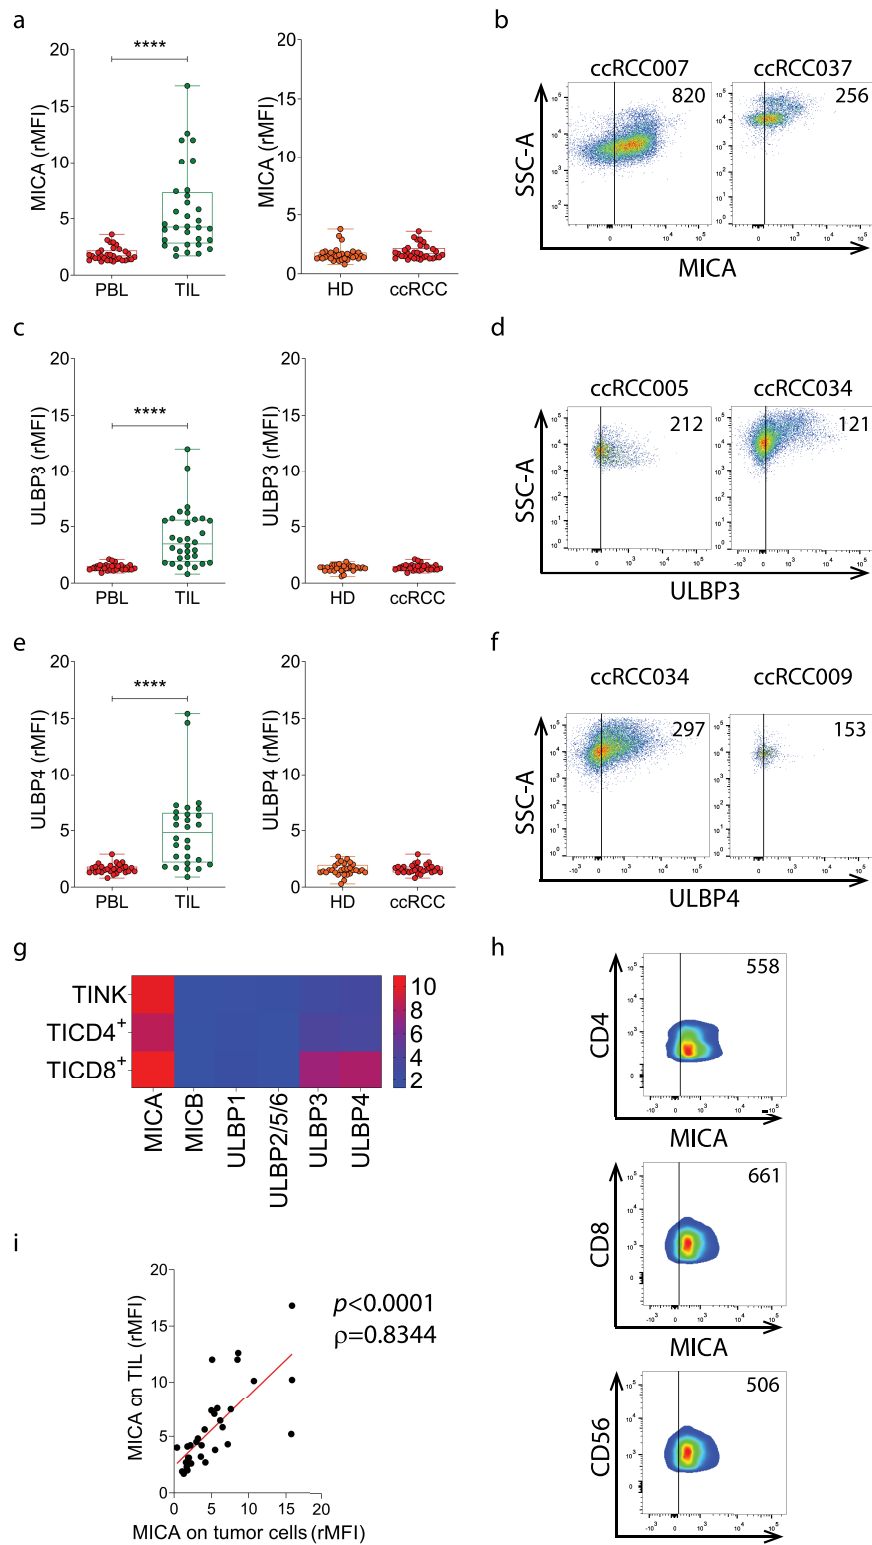 a
MICA (rMFI)
20
15
10
5
0
****
PBL
TIL
MICA (rMFI)
20
15
10
5
0
HD
ccRCC
b
ccRCC007
ccRCC037
820
256
SSC-A
MICA
c
ULBP3 (rMFI)
20
15
10
5
0
****
PBL
TIL
ULBP3 (rMFI)
20
15
10
5
0
HD
ccRCC
d
ccRCC005
ccRCC034
212
121
SSC-A
ULBP3
e
ULBP4 (rMFI)
20
15
10
5
0
****
PBL
TIL
ULBP4 (rMFI)
20
15
10
5
0
HD
ccRCC
f
ccRCC034
ccRCC009
297
153
SSC-A
ULBP4
g
TINK
TICD4+
TICD8+
MICA
MICB
ULBP1
ULBP2/5/6
ULBP3
ULBP4
10
8
6
4
2
h
558
CD4
MICA
661
CD8
MICA
506
CD56
MICA
i
MICA cn TIL (rMFI)
20
15
10
5
0
0
5
10
15
20
MICA on tumor cells (rMFI)
p<0.0001
ρ=0.8344